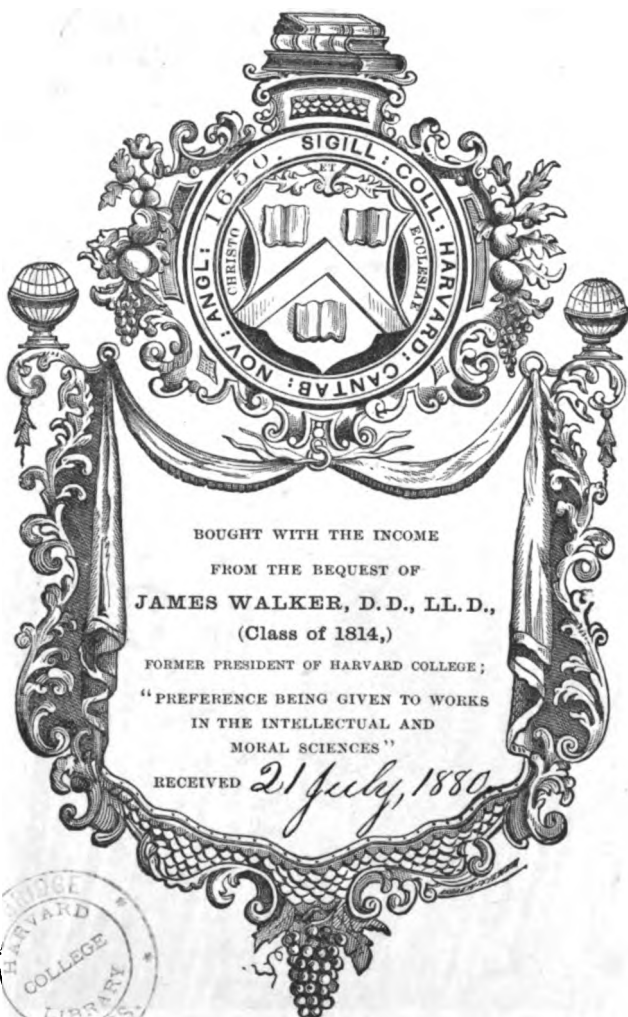 SIGILL: COLL: HARVARD: CANTAB: NOV: ANGL: 1650.
ET
CHRISTO
ECCLESIAE
BOUGHT WITH THE INCOME
FROM THE BEQUEST OF
JAMES WALKER, D.D., LL.D.,
(Class of 1814,)
FORMER PRESIDENT OF HARVARD COLLEGE;
"PREFERENCE BEING GIVEN TO WORKS
IN THE INTELLECTUAL AND
MORAL SCIENCES"
RECEIVED 21 July, 1880.
HARVARD
COLLEGE
LIBRARY